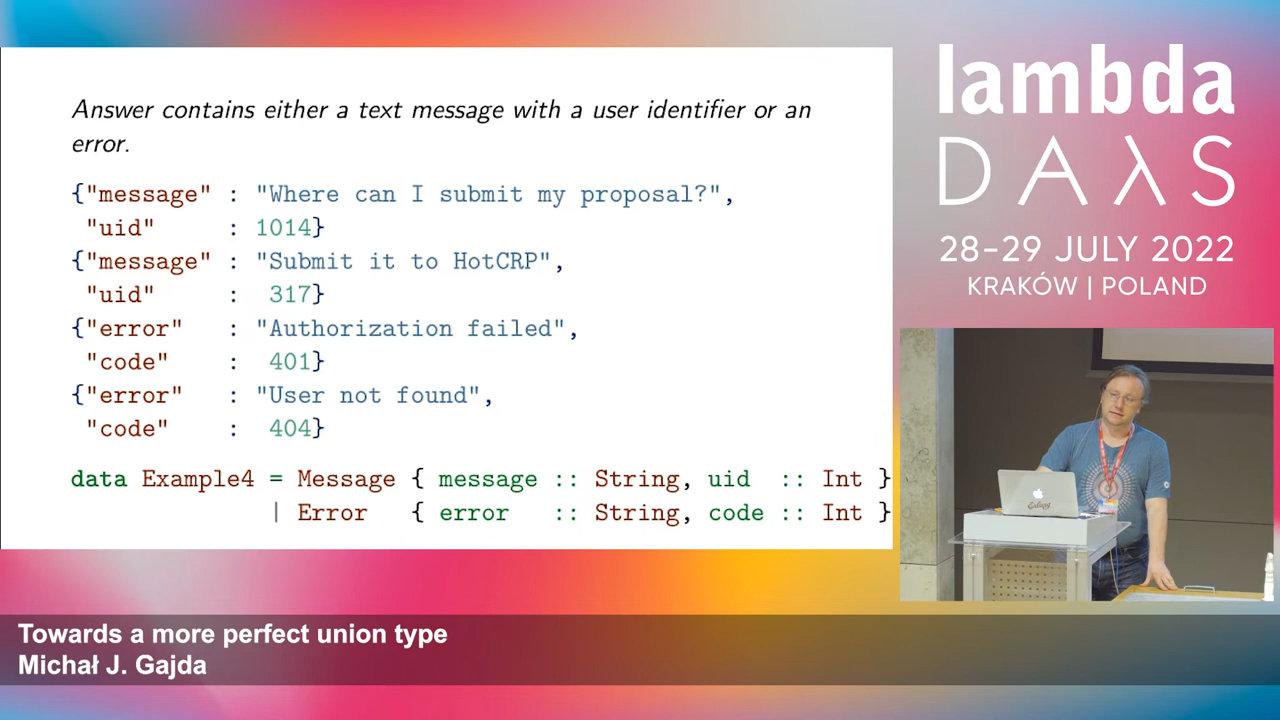 Answer contains either a text message with a user identifier or an
error.
{"message" : "Where can I submit my proposal?",
"uid" : 1014}
{"message" : "Submit it to HotCRP",
"uid" : 317}
{"error" : "Authorization failed",
"code" : 401}
{"error" : "User not found",
"code" : 404}
data Example4 = Message { message :: String, uid :: Int }
| Error { error :: String, code :: Int }
lambda
DAλS
28–29 JULY 2022
KRAKÓW | POLAND
Towards a more perfect union type
Michał J. Gajda